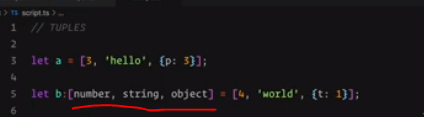 > TS script.ts > ...
1 // TUPLES
2
3 let a = [3, 'hello', {p: 3}];
4
5 let b:[number, string, object] = [4, 'world', {t: 1}];
6